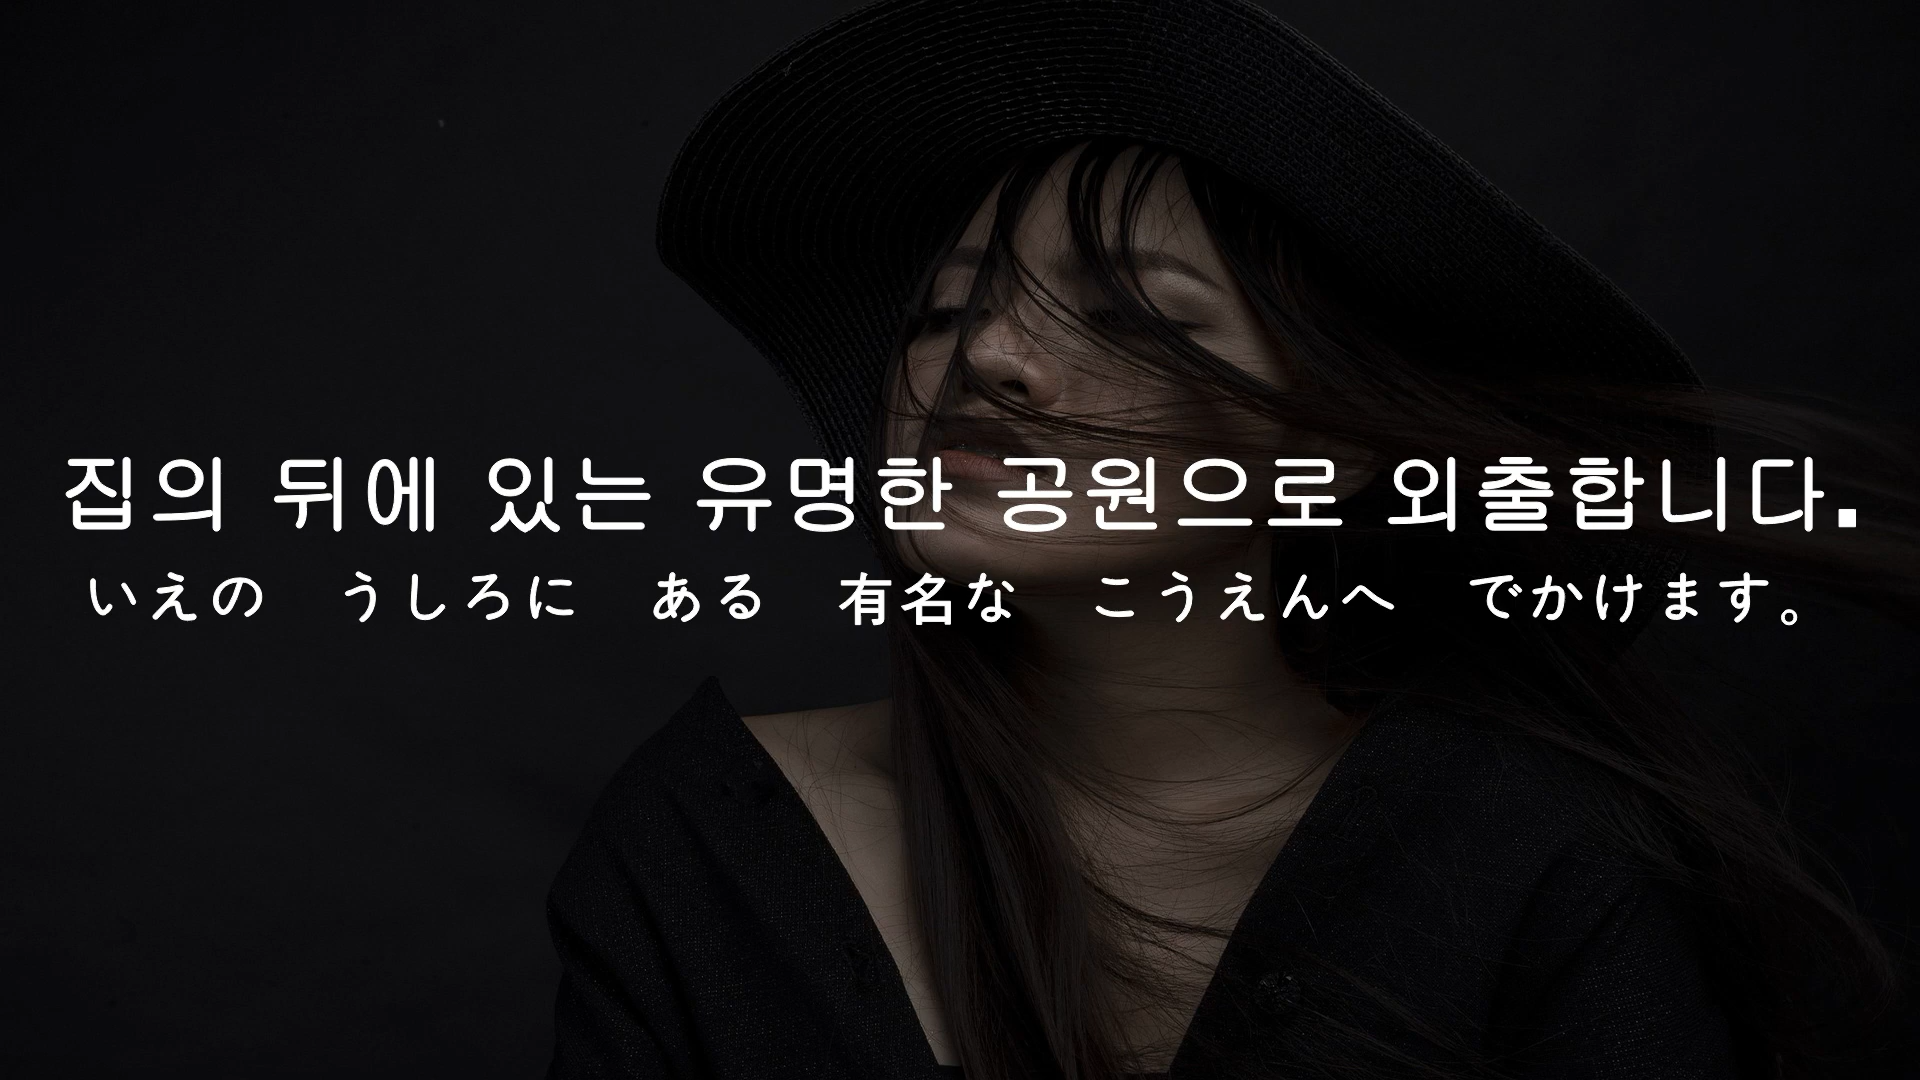 집의 뒤에 있는 유명한 공원으로 외출합니다.
いえの　うしろに　ある　有名な　こうえんへ　でかけます。